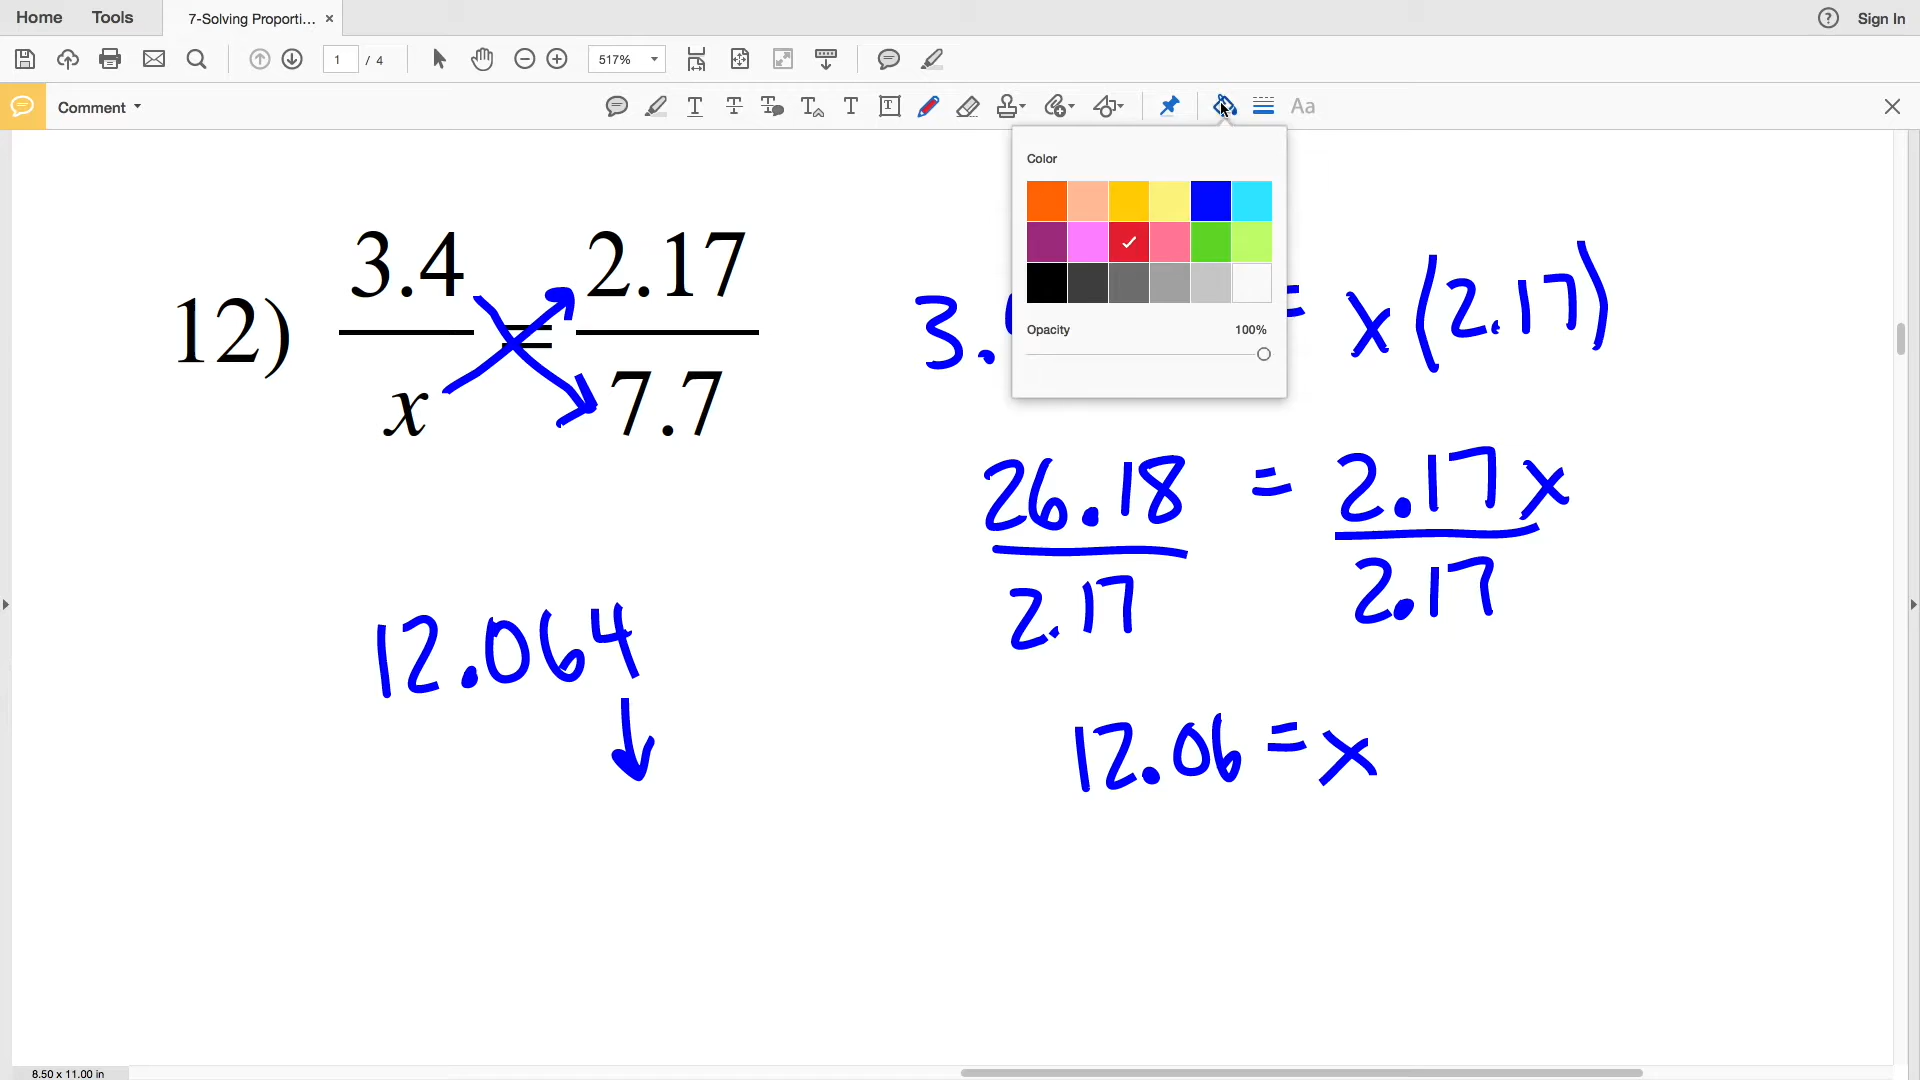 Home Tools 7-Solving Proporti... × ? Sign In
1 / 4 517%
Comment Aa
Color
12) 3.4 / x = 2.17 / 7.7
3. = x(2.17)
Opacity 100%
26.18 / 2.17 = 2.17x / 2.17
12.064
12.06 = x
8.50 x 11.00 in